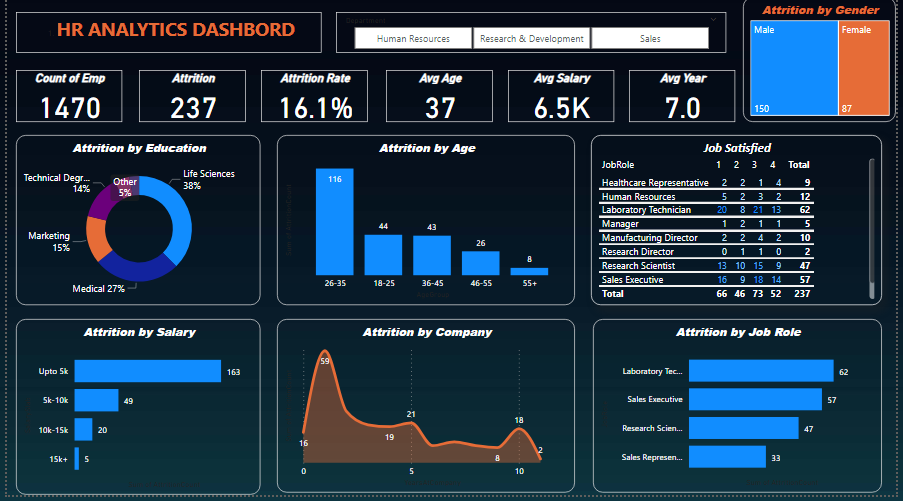 HR ANALYTICS DASHBORD
Department
Human Resources
Research & Development
Sales
Attrition by Gender
Male
Female
150
87
Count of Emp
1470
Attrition
237
Attrition Rate
16.1%
Avg Age
37
Avg Salary
6.5K
Avg Year
7.0
Attrition by Education
Life Sciences
38%
Medical 27%
Marketing
15%
Technical Degr...
14%
Other
5%
Attrition by Age
116
44
43
26
8
26-35
18-25
36-45
46-55
55+
Job Satisfied
JobRole 1 2 3 4 Total
Healthcare Representative 2 2 1 4 9
Human Resources 5 2 3 2 12
Laboratory Technician 20 8 21 13 62
Manager 1 2 1 1 5
Manufacturing Director 2 2 4 2 10
Research Director 0 1 1 0 2
Research Scientist 13 10 15 9 47
Sales Executive 16 9 18 14 57
Total 66 46 73 52 237
Attrition by Salary
Upto 5k 163
5k-10k 49
10k-15k 20
15k+ 5
Attrition by Company
59
16
19
21
8
18
2
0
5
10
Attrition by Job Role
Laboratory Tec... 62
Sales Executive 57
Research Scien... 47
Sales Represen... 33